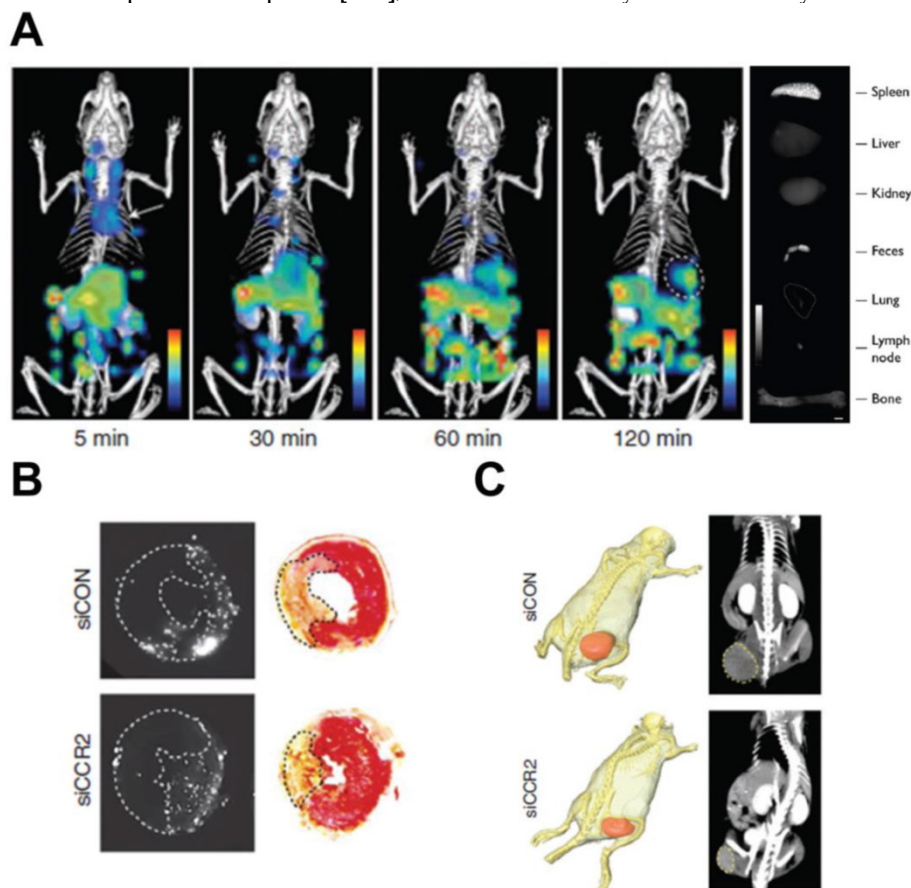 A
Spleen
Liver
Kidney
Feces
Lung
Lymph
node
Bone
5 min
30 min
60 min
120 min
B
C
siCON
siCON
siCCR2
siCCR2